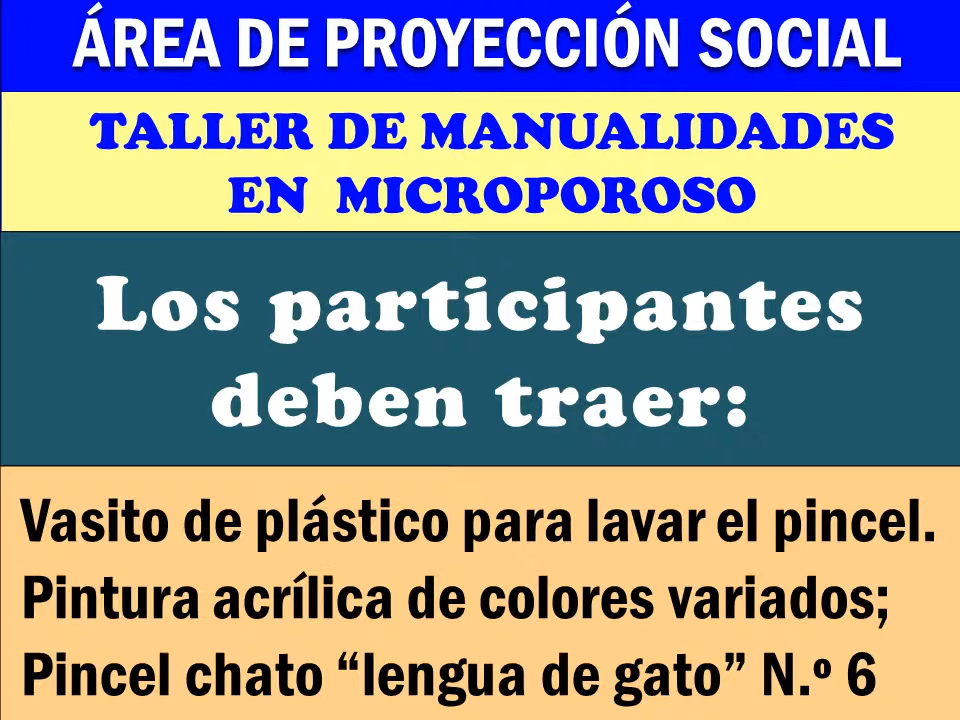 ÁREA DE PROYECCIÓN SOCIAL
TALLER DE MANUALIDADES
EN MICROPOROSO
Los participantes
deben traer:
Vasito de plástico para lavar el pincel.
Pintura acrílica de colores variados;
Pincel chato “lengua de gato” N.º 6